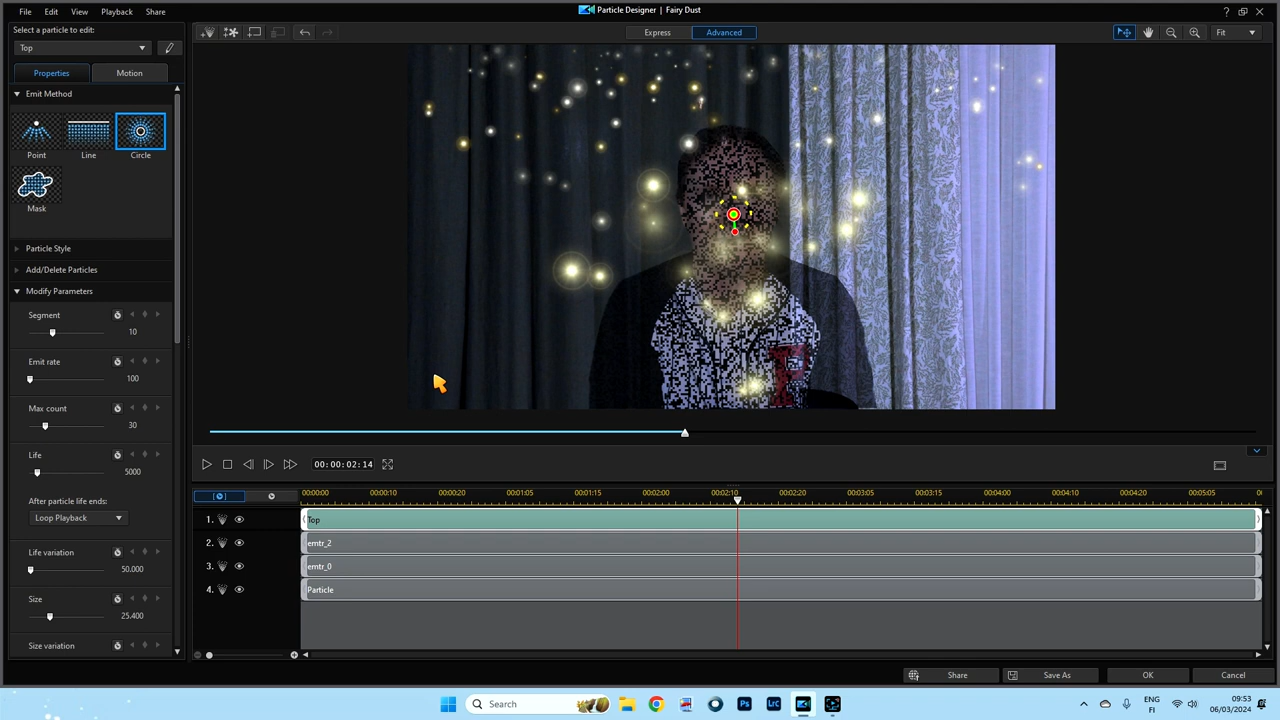 File Edit View Playback Share
Particle Designer | Fairy Dust
Select a particle to edit:
Top
Express Advanced
Fit
Properties Motion
Emit Method
Point Line Circle
Mask
Particle Style
Add/Delete Particles
Modify Parameters
Segment
10
Emit rate
100
Max count
30
Life
5000
After particle life ends:
Loop Playback
Life variation
50.000
Size
25.400
Size variation
00:00:02:14
00:00:00 00:00:10 00:00:20 00:01:05 00:01:15 00:02:00 00:02:10 00:02:20 00:03:05 00:03:15 00:04:00 00:04:10 00:04:20 00:05:05
1. Top
2. emtr_2
3. emtr_0
4. Particle
Share Save As OK Cancel
Search
Ps
Lrc
ENG
FI
09:53
06/03/2024